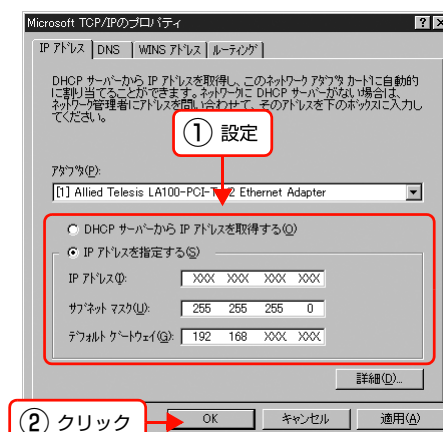 Microsoft TCP/IPのプロパティ
IP アドレス DNS WINS アドレス ルーティング
DHCP サーバーから IP アドレスを取得し、このネットワーク アダプタ カードに自動的
に割り当てることができます。ネットワークに DHCP サーバーがない場合は、
ネットワーク管理者にアドレスを問い合わせて、そのアドレスを下のボックスに入力し
てください。
① 設定
アダプタ(P):
[1] Allied Telesis LA100-PCI-T 2 Ethernet Adapter
DHCP サーバーから IP アドレスを取得する(O)
IP アドレスを指定する(S)
IP アドレス(I): XXX XXX XXX XXX
サブネット マスク(U): 255 255 255 0
デフォルト ゲートウェイ(G): 192 168 XXX XXX
詳細(D)...
② クリック
OK キャンセル 適用(A)